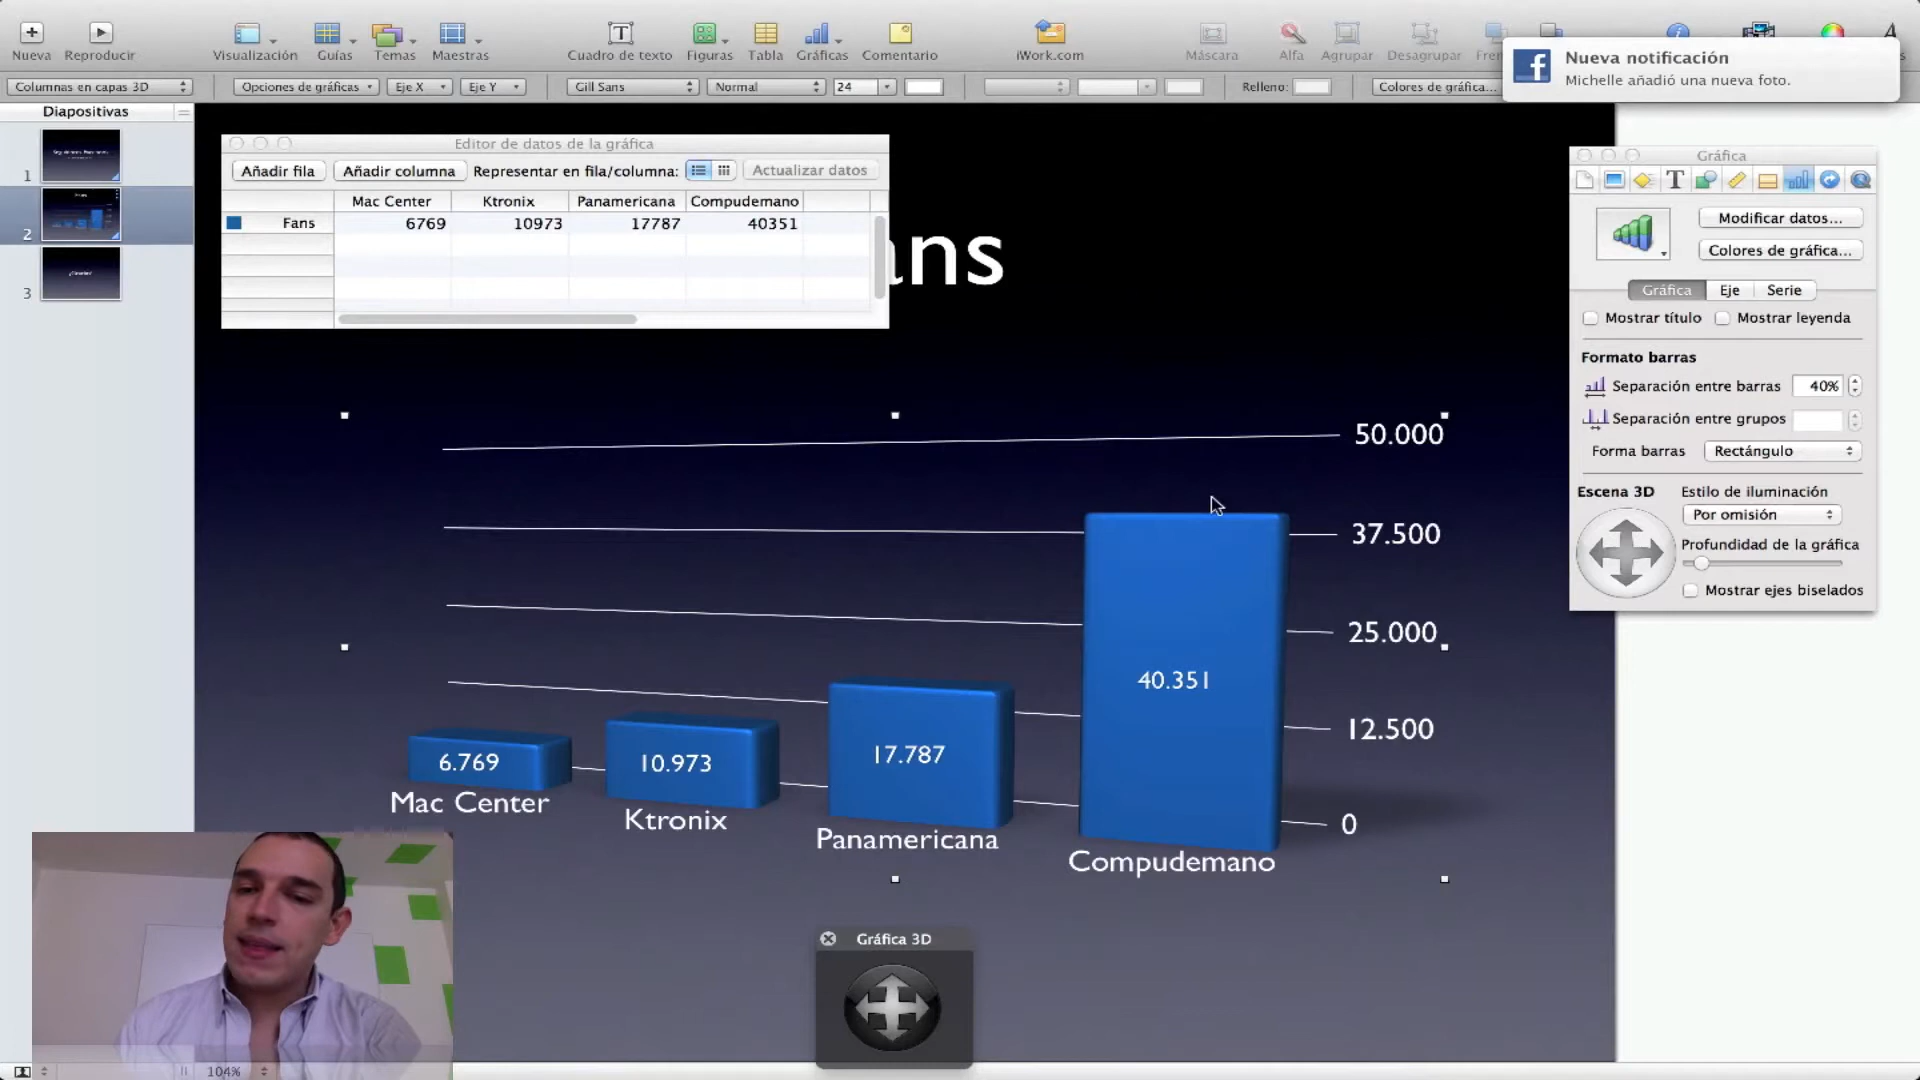 Nueva Reproducir Visualización Guías Temas Maestras Cuadro de texto Figuras Tabla Gráficas Comentario iWork.com Máscara Alfa Agrupar Desagrupar
Nueva notificación
Michelle añadió una nueva foto.
Columnas en capas 3D Opciones de gráficas Eje X Eje Y Gill Sans Normal 24 Relleno: Colores de gráfica...
Diapositivas
1
2
3
Editor de datos de la gráfica
Añadir fila Añadir columna Representar en fila/columna: Actualizar datos
Mac Center Ktronix Panamericana Compudemano
Fans 6769 10973 17787 40351
ans
50.000
37.500
25.000
12.500
0
6.769
10.973
17.787
40.351
Mac Center
Ktronix
Panamericana
Compudemano
Gráfica 3D
Gráfica
Modificar datos...
Colores de gráfica...
Gráfica Eje Serie
Mostrar título Mostrar leyenda
Formato barras
Separación entre barras 40%
Separación entre grupos
Forma barras Rectángulo
Escena 3D Estilo de iluminación
Por omisión
Profundidad de la gráfica
Mostrar ejes biselados
104%